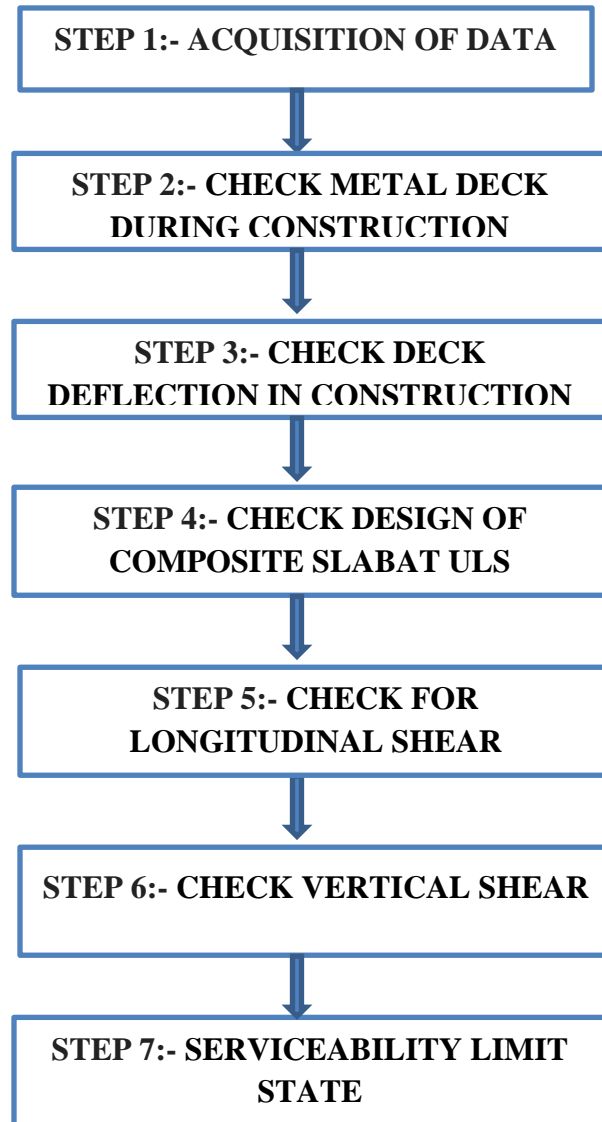 STEP 1:- ACQUISITION OF DATA
STEP 2:- CHECK METAL DECK
DURING CONSTRUCTION
STEP 3:- CHECK DECK
DEFLECTION IN CONSTRUCTION
STEP 4:- CHECK DESIGN OF
COMPOSITE SLABAT ULS
STEP 5:- CHECK FOR
LONGITUDINAL SHEAR
STEP 6:- CHECK VERTICAL SHEAR
STEP 7:- SERVICEABILITY LIMIT
STATE